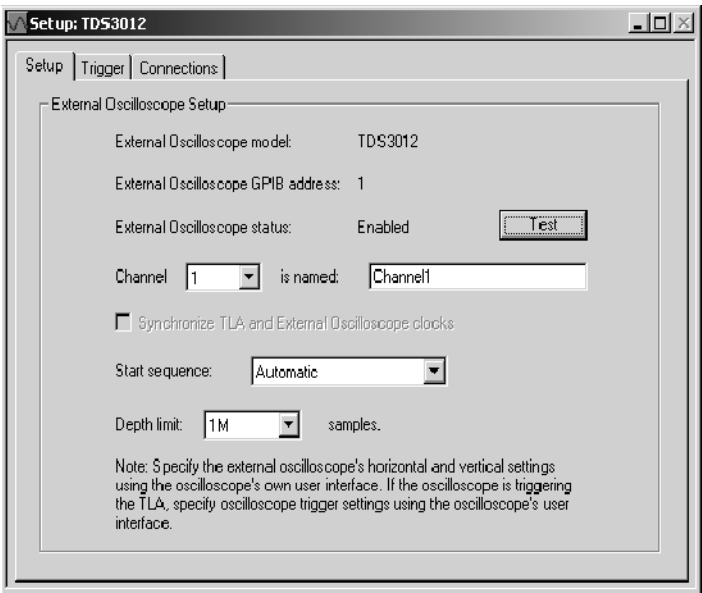 Setup: TDS3012
Setup Trigger Connections
External Oscilloscope Setup
External Oscilloscope model: TDS3012
External Oscilloscope GPIB address: 1
External Oscilloscope status: Enabled Test
Channel 1 is named: Channel1
Synchronize TLA and External Oscilloscope clocks
Start sequence: Automatic
Depth limit: 1M samples.
Note: Specify the external oscilloscope's horizontal and vertical settings
using the oscilloscope's own user interface. If the oscilloscope is triggering
the TLA, specify oscilloscope trigger settings using the oscilloscope's user
interface.